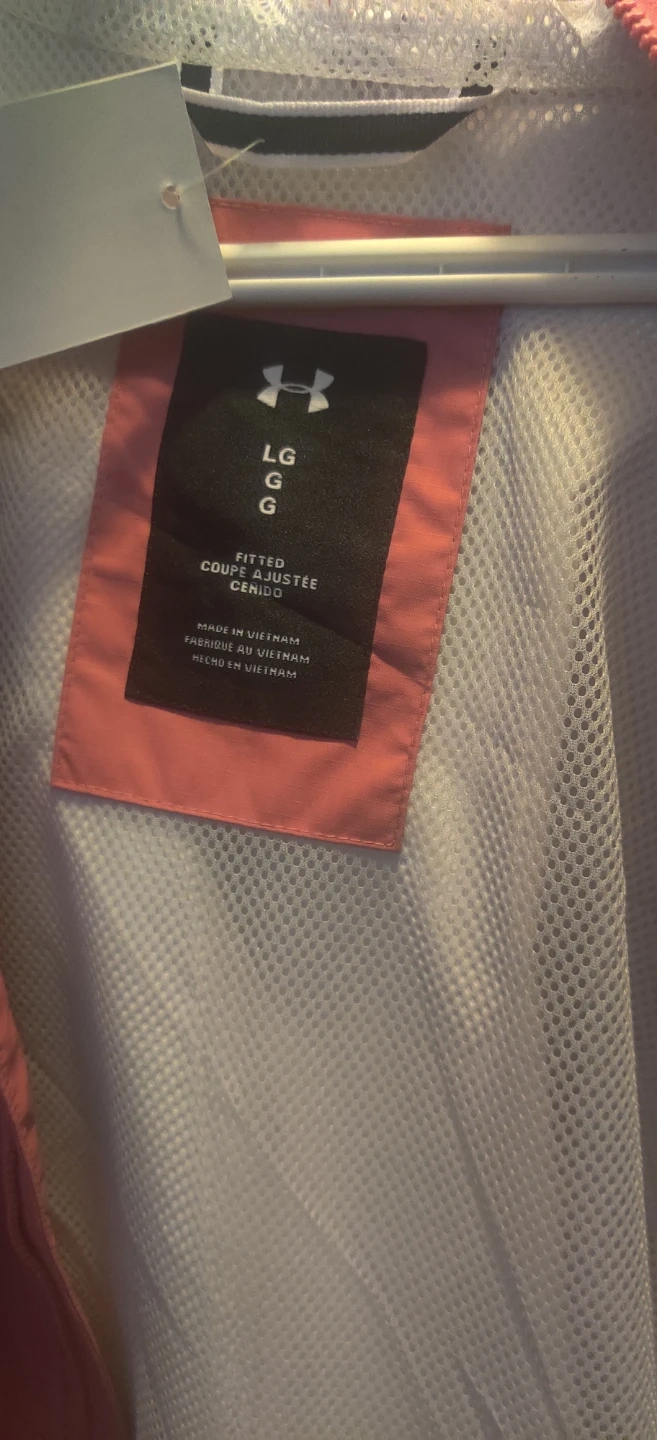 LG
G
G
FITTED
COUPE AJUSTÉE
CEÑIDO
MADE IN VIETNAM
FABRIQUÉ AU VIETNAM
HECHO EN VIETNAM